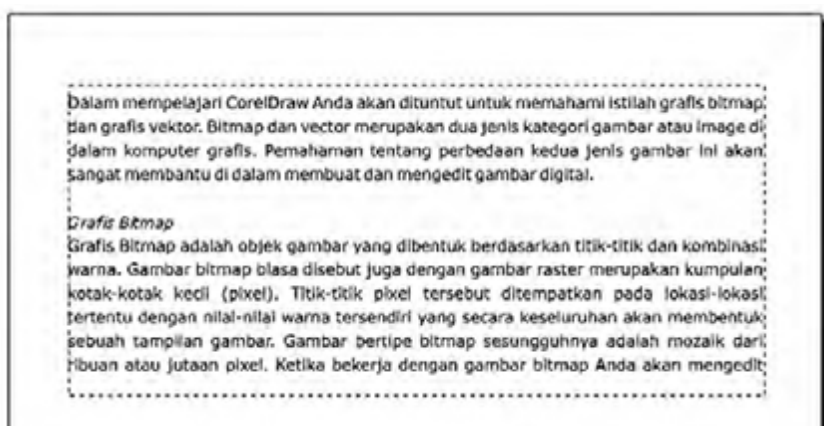 Dalam mempelajari CorelDraw Anda akan dituntut untuk memahami istilah grafis bitmap
dan grafis vektor. Bitmap dan vector merupakan dua jenis kategori gambar atau image di
dalam komputer grafis. Pemahaman tentang perbedaan kedua jenis gambar ini akan
sangat membantu di dalam membuat dan mengedit gambar digital.
Grafis Bitmap
Grafis Bitmap adalah objek gambar yang dibentuk berdasarkan titik-titik dan kombinasi
warna. Gambar bitmap biasa disebut juga dengan gambar raster merupakan kumpulan
kotak-kotak kecil (pixel). Titik-titik pixel tersebut ditempatkan pada lokasi-lokasi
tertentu dengan nilai-nilai warna tersendiri yang secara keseluruhan akan membentuk
sebuah tampilan gambar. Gambar bertipe bitmap sesungguhnya adalah mozaik dari
ribuan atau jutaan pixel. Ketika bekerja dengan gambar bitmap Anda akan mengedit